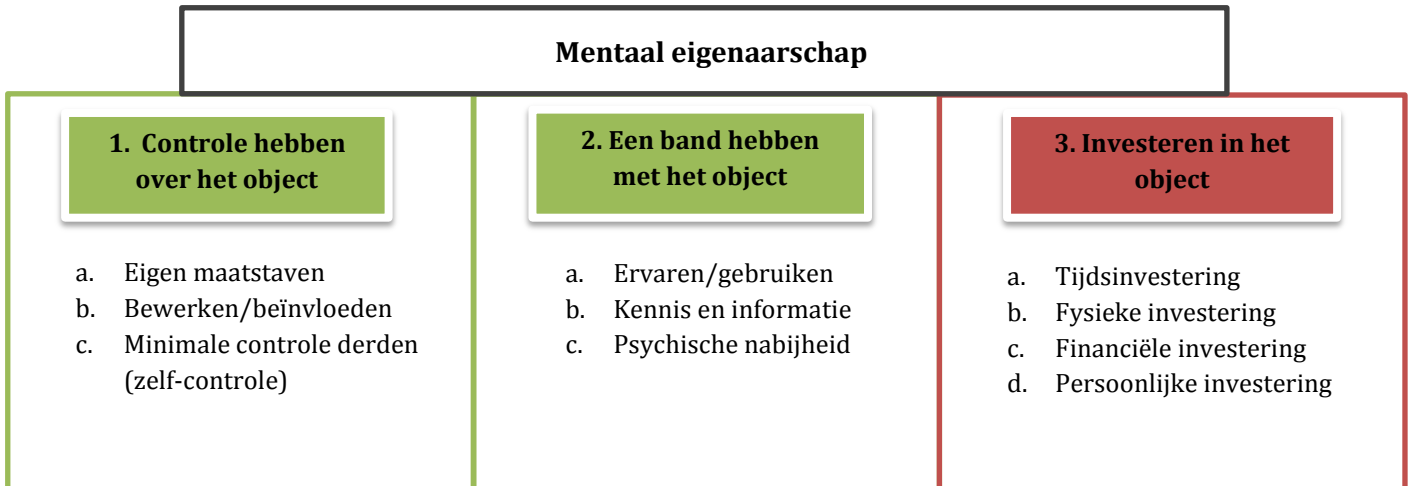 Mentaal eigenaarschap
1. Controle hebben
over het object
a. Eigen maatstaven
b. Bewerken/beïnvloeden
c. Minimale controle derden
(zelf-controle)
2. Een band hebben
met het object
a. Ervaren/gebruiken
b. Kennis en informatie
c. Psychische nabijheid
3. Investeren in het
object
a. Tijdsinvestering
b. Fysieke investering
c. Financiële investering
d. Persoonlijke investering